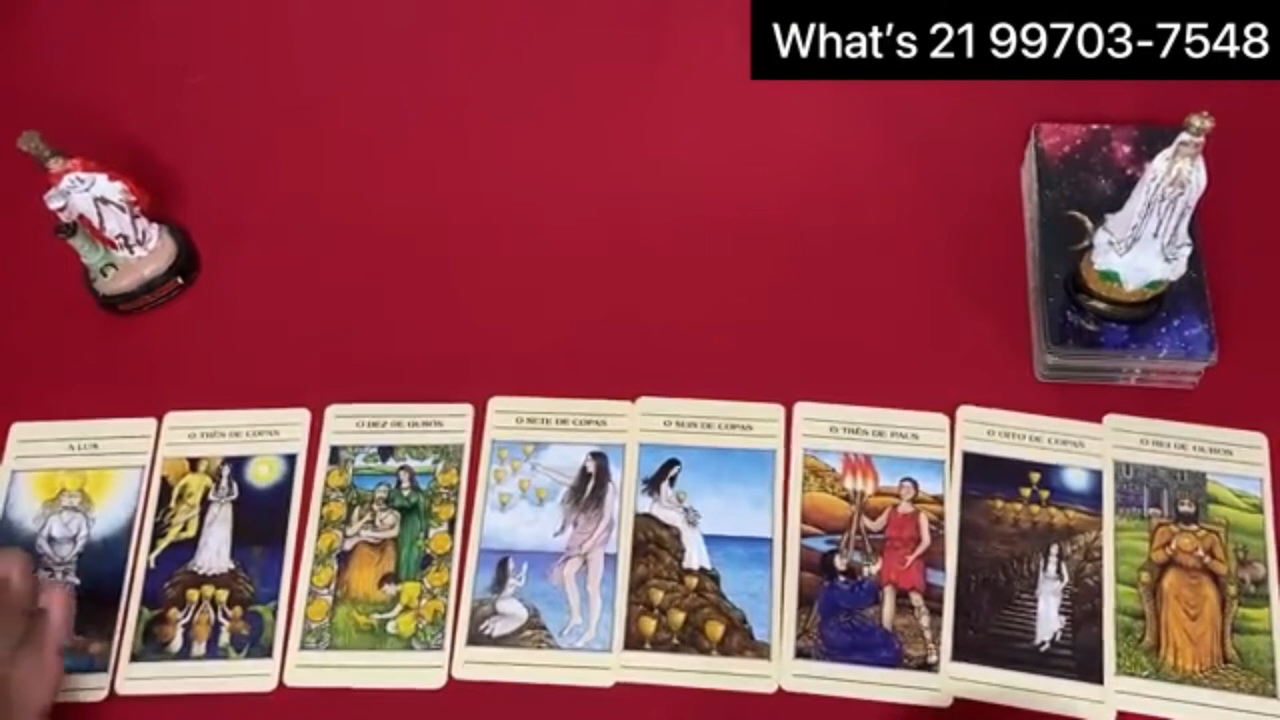 What's 21 99703-7548
A LUA
O TRÊS DE COPAS
O DEZ DE OUROS
O SETE DE COPAS
O SEIS DE COPAS
O TRÊS DE PAUS
O OITO DE COPAS
O REI DE OUROS